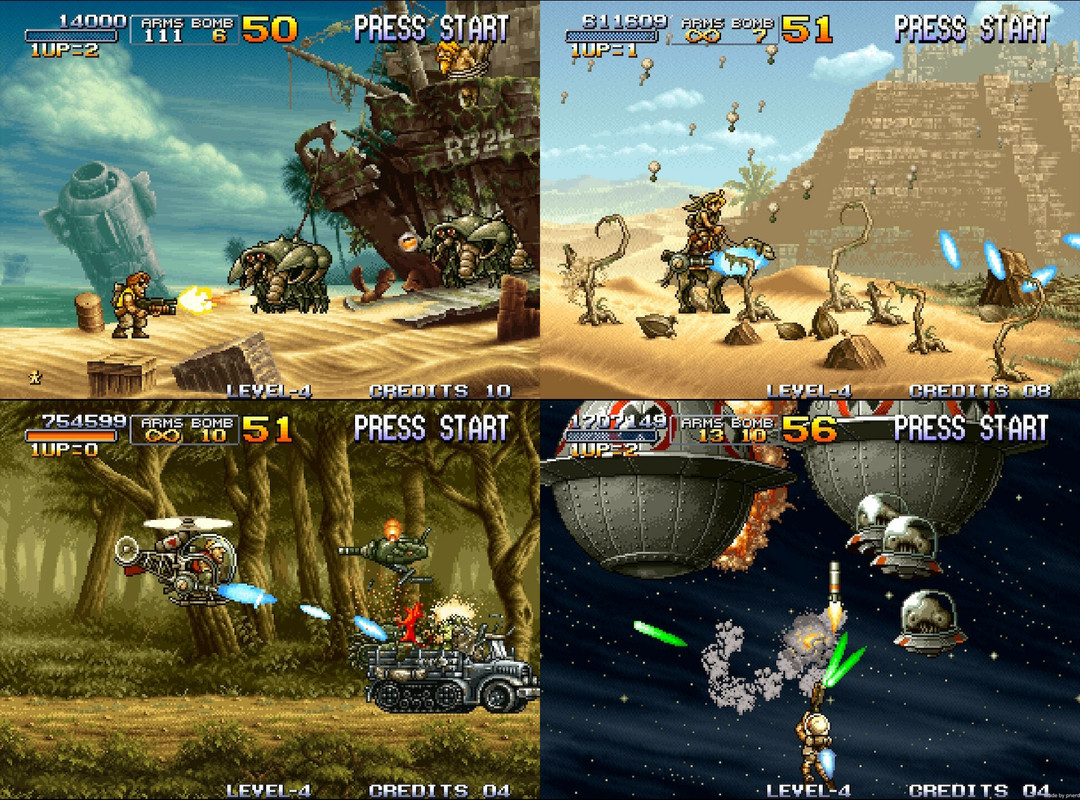 14000 ARMS BOMB 50 PRESS START
111 6
1UP=2
R724
LEVEL-4 CREDITS 10
611609 ARMS BOMB 51 PRESS START
∞ 7
1UP=1
LEVEL-4 CREDITS 08
754599 ARMS BOMB 51 PRESS START
∞ 10
1UP=0
LEVEL-4 CREDITS 04
1707149 ARMS BOMB 56 PRESS START
13 10
1UP=2
LEVEL-4 CREDITS 04